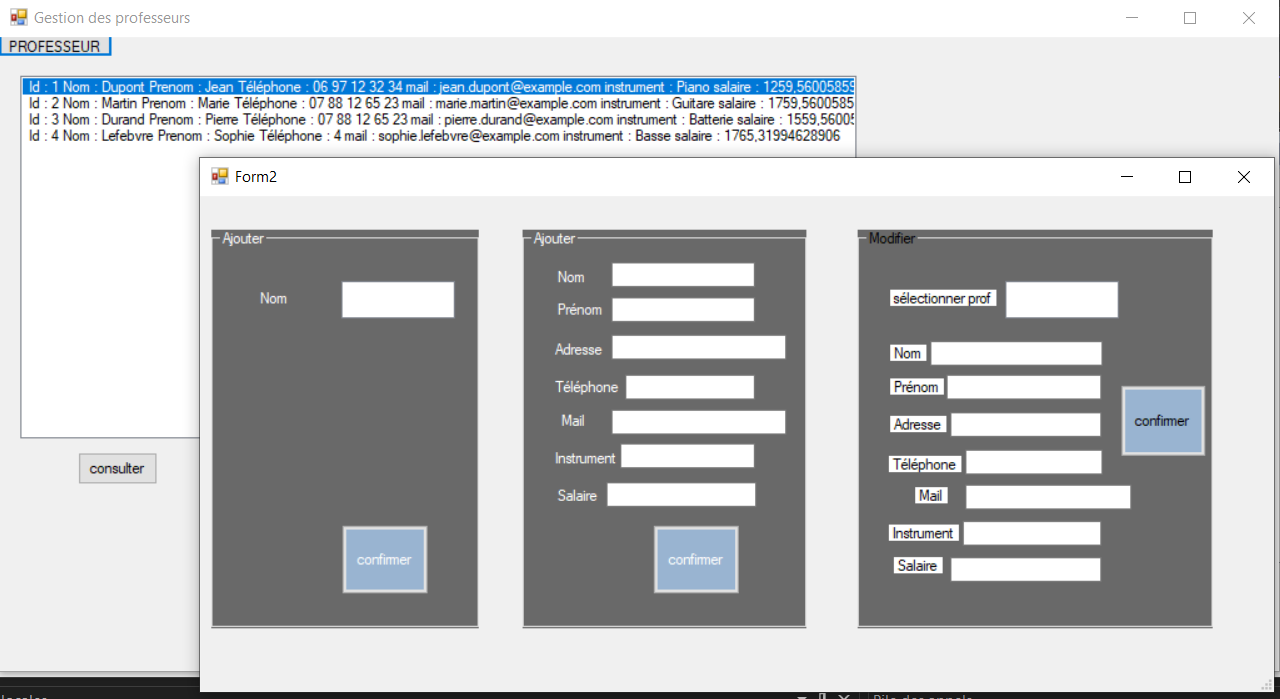 Gestion des professeurs
PROFESSEUR
Id : 1 Nom : Dupont Prenom : Jean Téléphone : 06 97 12 32 34 mail : jean.dupont@example.com instrument : Piano salaire : 1259,56005859
Id : 2 Nom : Martin Prenom : Marie Téléphone : 07 88 12 65 23 mail : marie.martin@example.com instrument : Guitare salaire : 1759,5600585
Id : 3 Nom : Durand Prenom : Pierre Téléphone : 07 88 12 65 23 mail : pierre.durand@example.com instrument : Batterie salaire : 1559,5600
Id : 4 Nom : Lefebvre Prenom : Sophie Téléphone : 4 mail : sophie.lefebvre@example.com instrument : Basse salaire : 1765,31994628906
consulter
Form2
Ajouter
Nom
confirmer
Ajouter
Nom
Prénom
Adresse
Téléphone
Mail
Instrument
Salaire
confirmer
Modifier
sélectionner prof
Nom
Prénom
Adresse
Téléphone
Mail
Instrument
Salaire
confirmer